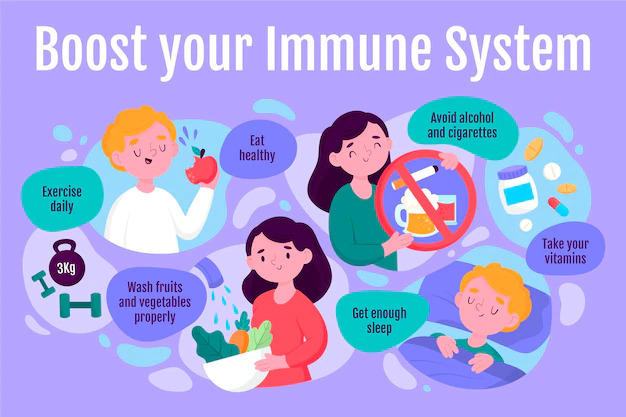 Boost your Immune System
Eat
healthy
Avoid alcohol
and cigarettes
Exercise
daily
3Kg
Wash fruits
and vegetables
properly
Get enough
sleep
Take your
vitamins